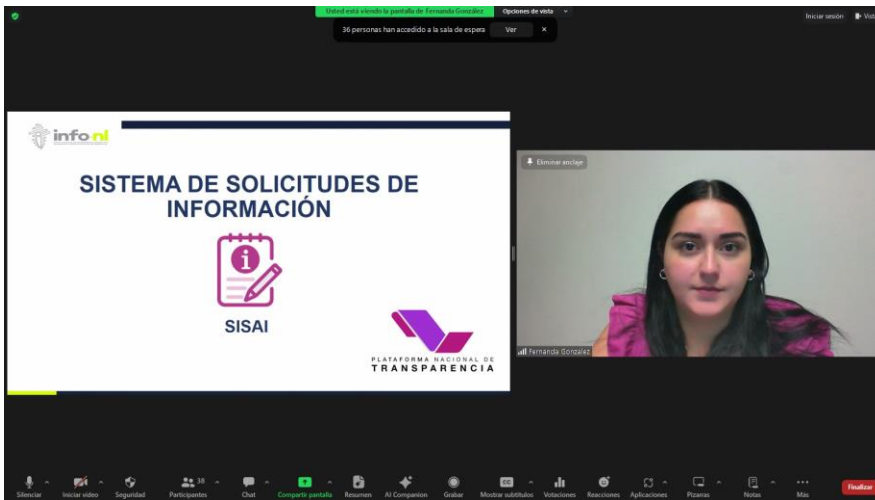 Usted está viendo la pantalla de Fernanda González
Opciones de vista
Iniciar sesión
36 personas han accedido a la sala de espera
Ver
info nl
SISTEMA DE SOLICITUDES DE
INFORMACIÓN
SISAI
PLATAFORMA NACIONAL DE
TRANSPARENCIA
Eliminar anclaje
Fernanda González
Silenciar
Iniciar video
Seguridad
38
Participantes
Chat
Compartir pantalla
Resumen
AI Companion
Grabar
CC
Mostrar subtítulos
Votaciones
Reacciones
Aplicaciones
Pizarras
Notas
Más
Finalizar